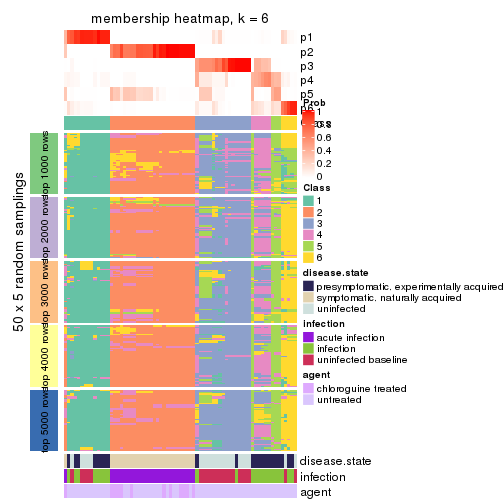 membership heatmap, k = 6
p1
p2
p3
p4
p5
p6
Prob
1
0.8
0.6
0.4
0.2
0
Class
1
2
3
4
5
6
disease.state
presymptomatic. experimentally acquired
symptomatic. naturally acquired
uninfected
infection
acute infection
infection
uninfected baseline
agent
chloroguine treated
untreated
50 x 5 random samplings
top 1000 rows
top 2000 rows
top 3000 rows
top 4000 rows
top 5000 rows
disease.state
infection
agent